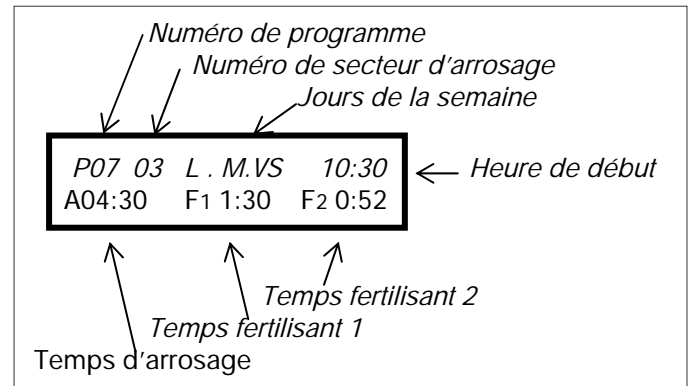 Numéro de programme
Numéro de secteur d'arrosage
Jours de la semaine
P07 03 L . M.VS 10:30
Heure de début
A04:30 F1 1:30 F2 0:52
Temps fertilisant 2
Temps fertilisant 1
Temps d'arrosage